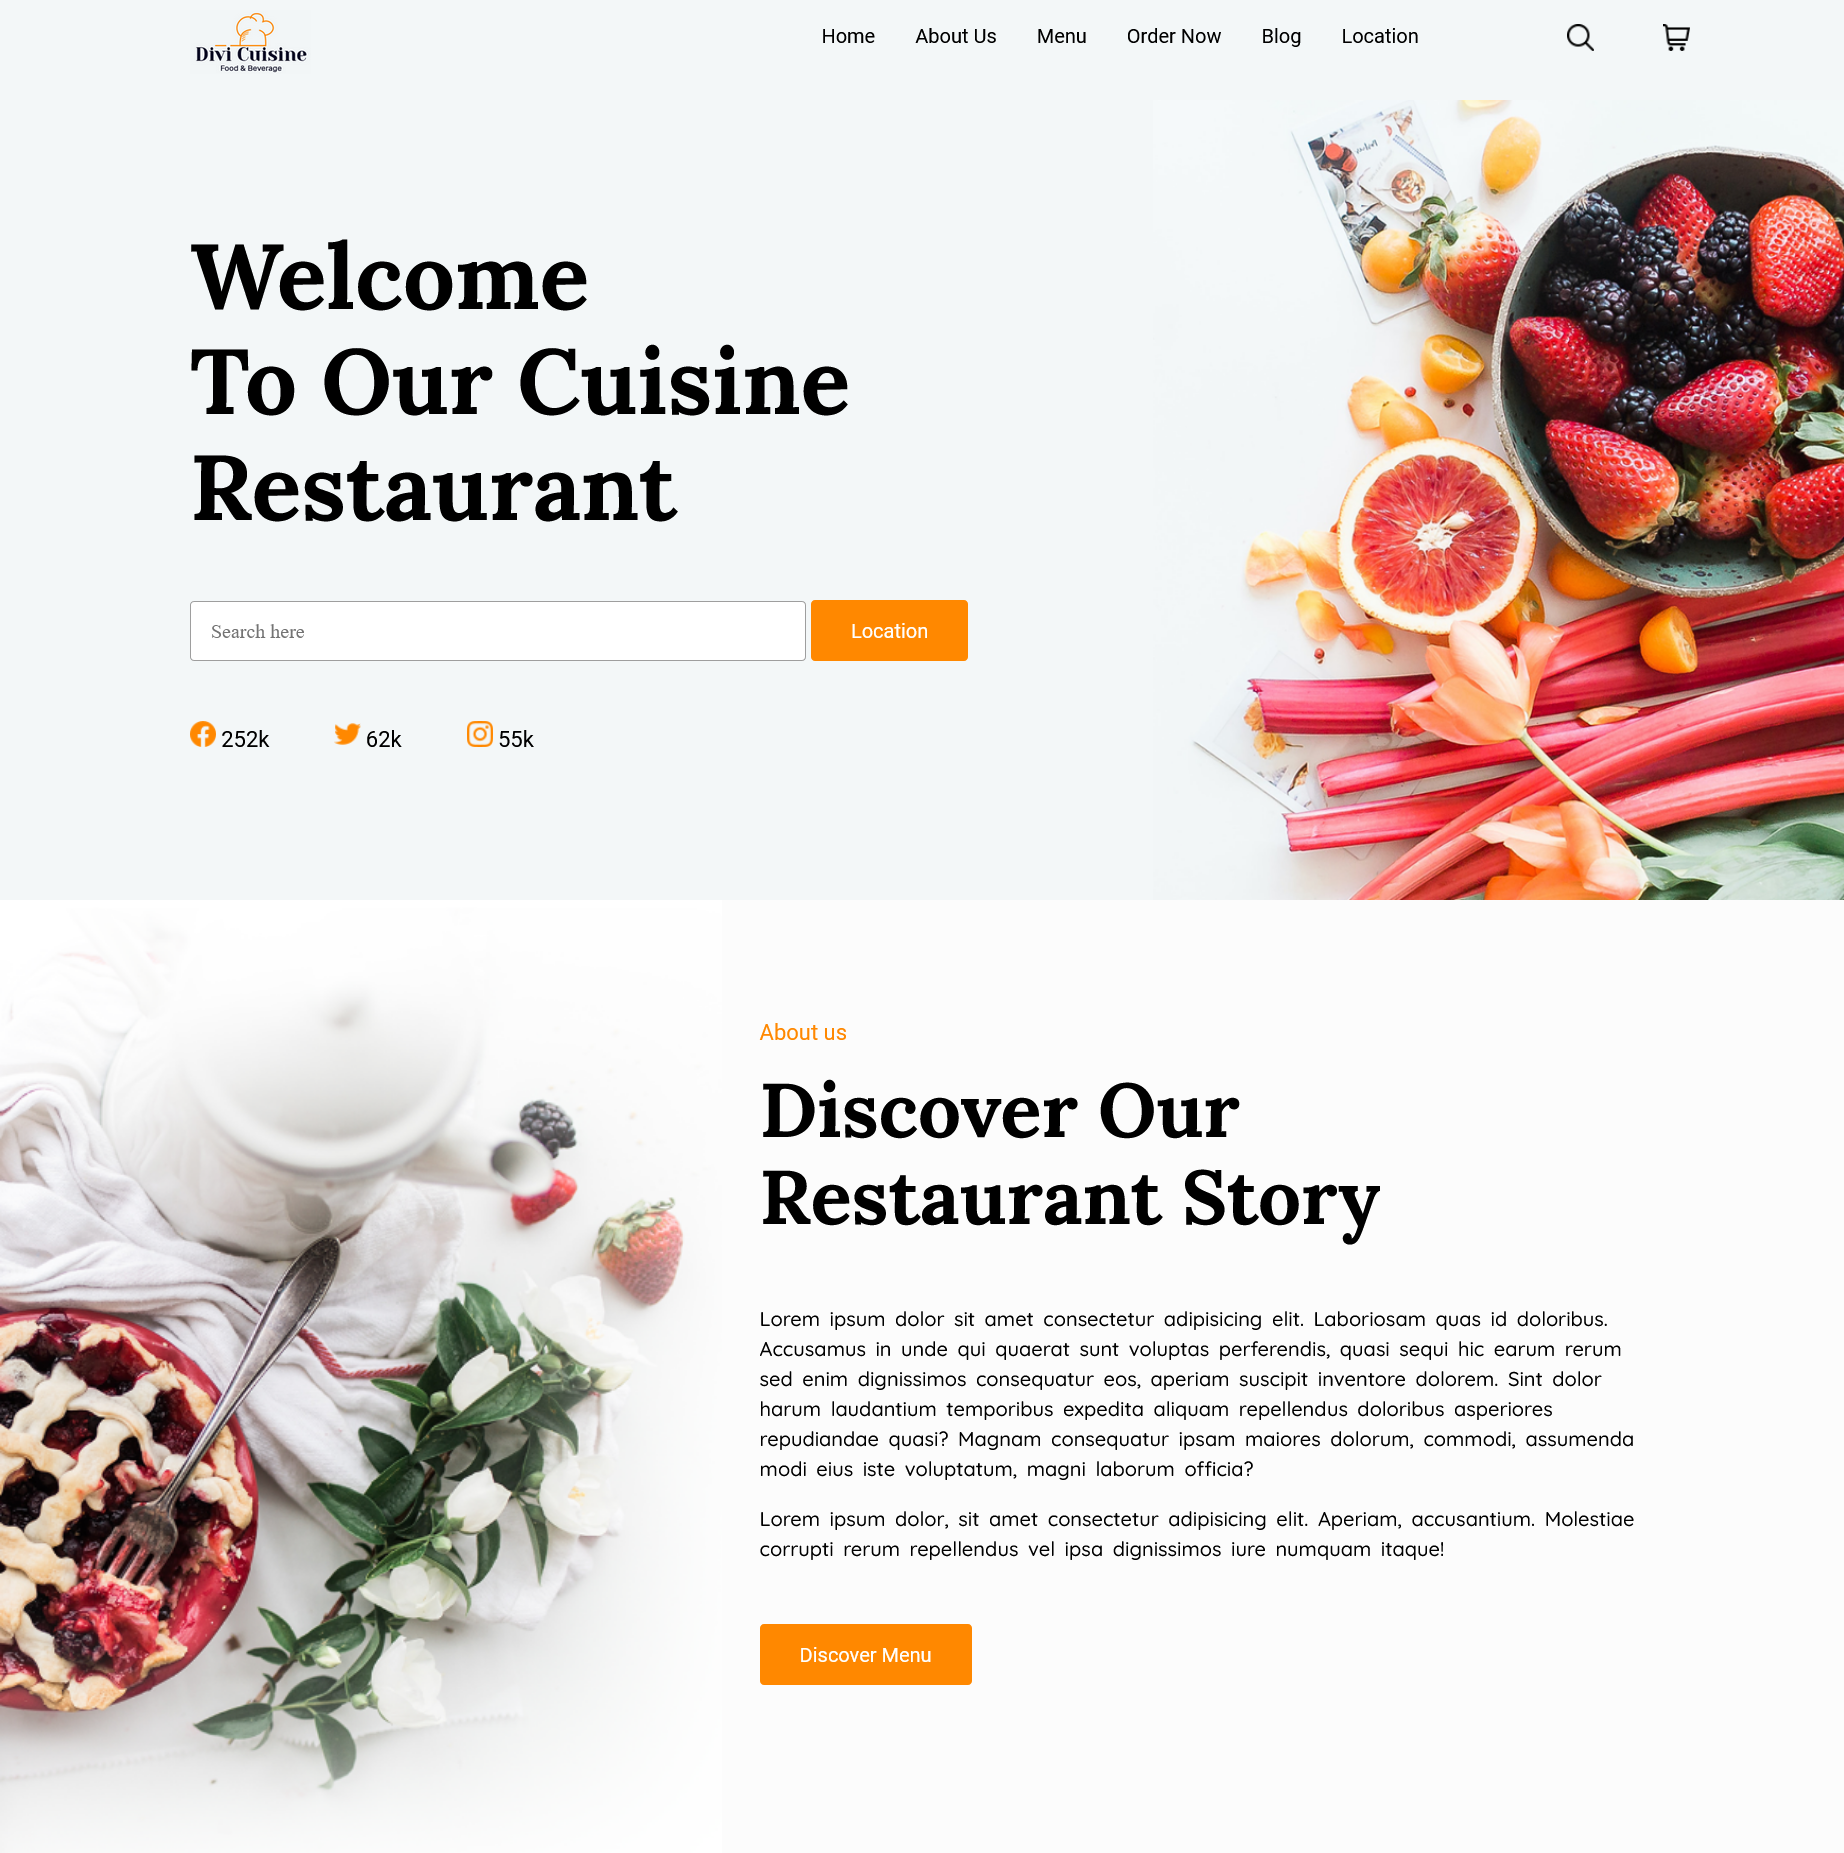 Divi Cuisine
Food & Beverage
Home About Us Menu Order Now Blog Location
Welcome
To Our Cuisine
Restaurant
Search here Location
252k 62k 55k
About us
Discover Our
Restaurant Story
Lorem ipsum dolor sit amet consectetur adipisicing elit. Laboriosam quas id doloribus.
Accusamus in unde qui quaerat sunt voluptas perferendis, quasi sequi hic earum rerum
sed enim dignissimos consequatur eos, aperiam suscipit inventore dolorem. Sint dolor
harum laudantium temporibus expedita aliquam repellendus doloribus asperiores
repudiandae quasi? Magnam consequatur ipsam maiores dolorum, commodi, assumenda
modi eius iste voluptatum, magni laborum officia?
Lorem ipsum dolor, sit amet consectetur adipisicing elit. Aperiam, accusantium. Molestiae
corrupti rerum repellendus vel ipsa dignissimos iure numquam itaque!
Discover Menu